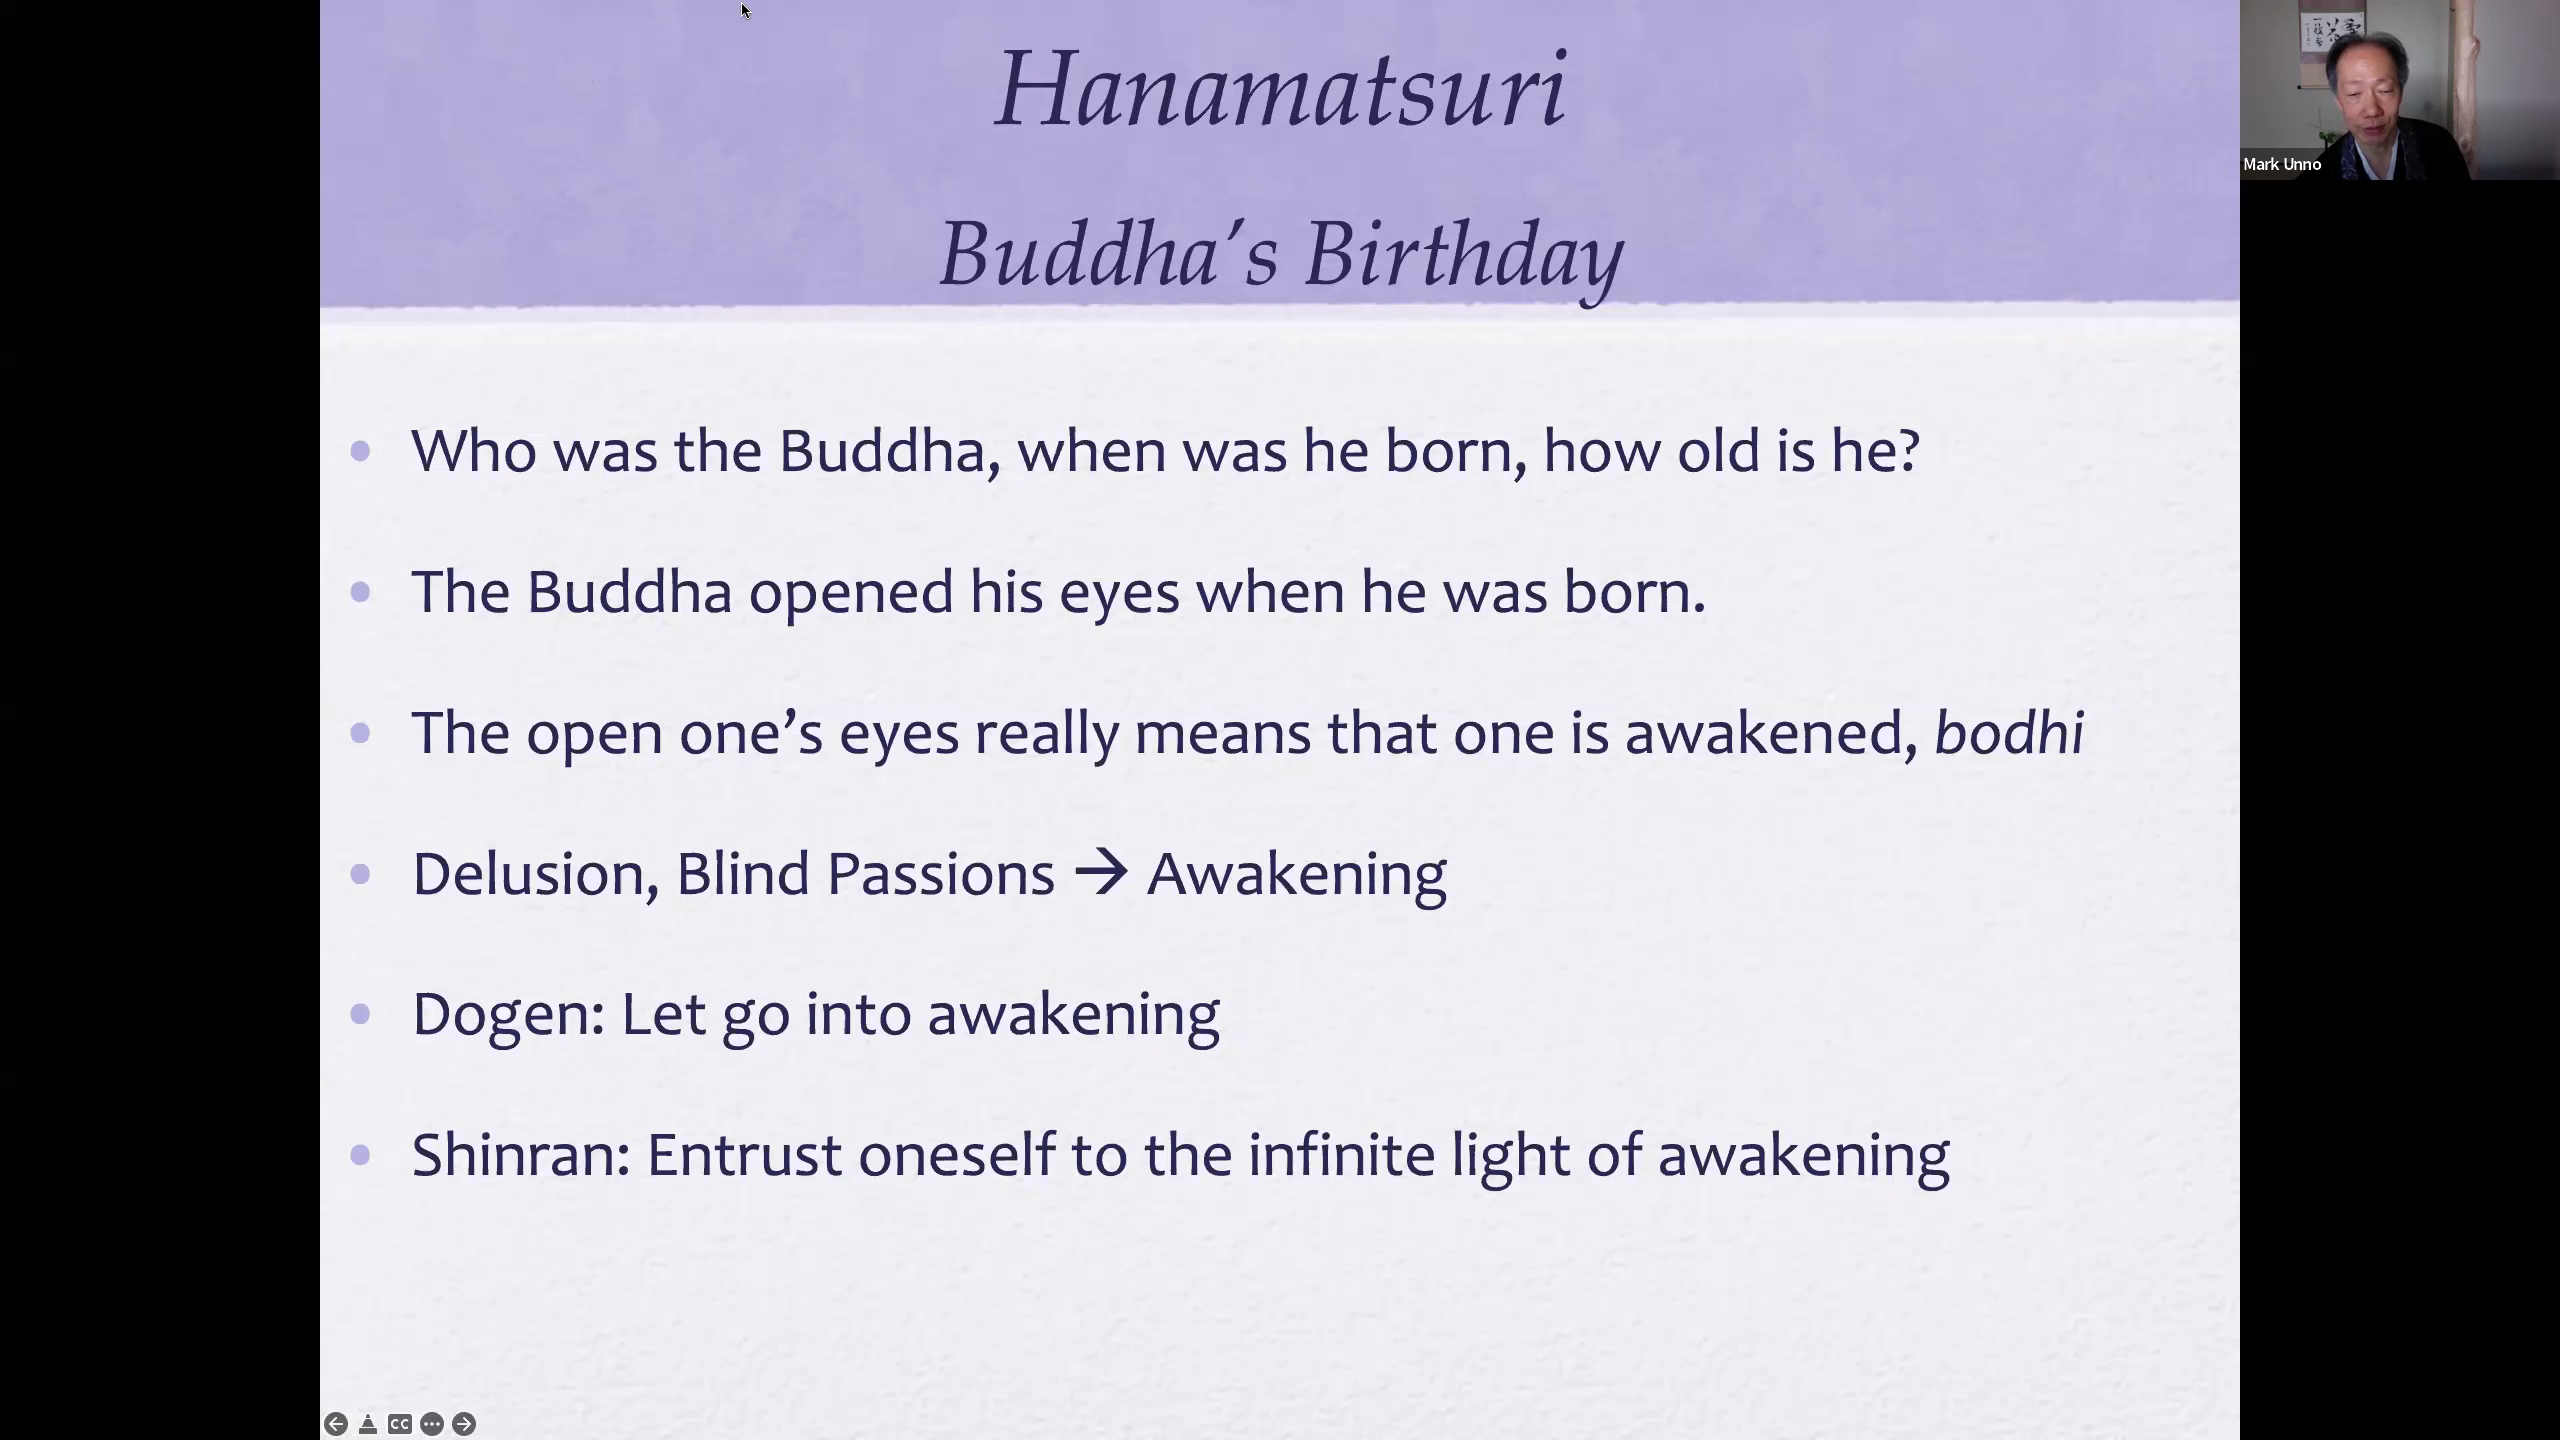 Hanamatsuri
Buddha’s Birthday
Who was the Buddha, when was he born, how old is he?
The Buddha opened his eyes when he was born.
The open one’s eyes really means that one is awakened, bodhi
Delusion, Blind Passions → Awakening
Dogen: Let go into awakening
Shinran: Entrust oneself to the infinite light of awakening
Mark Unno
CC